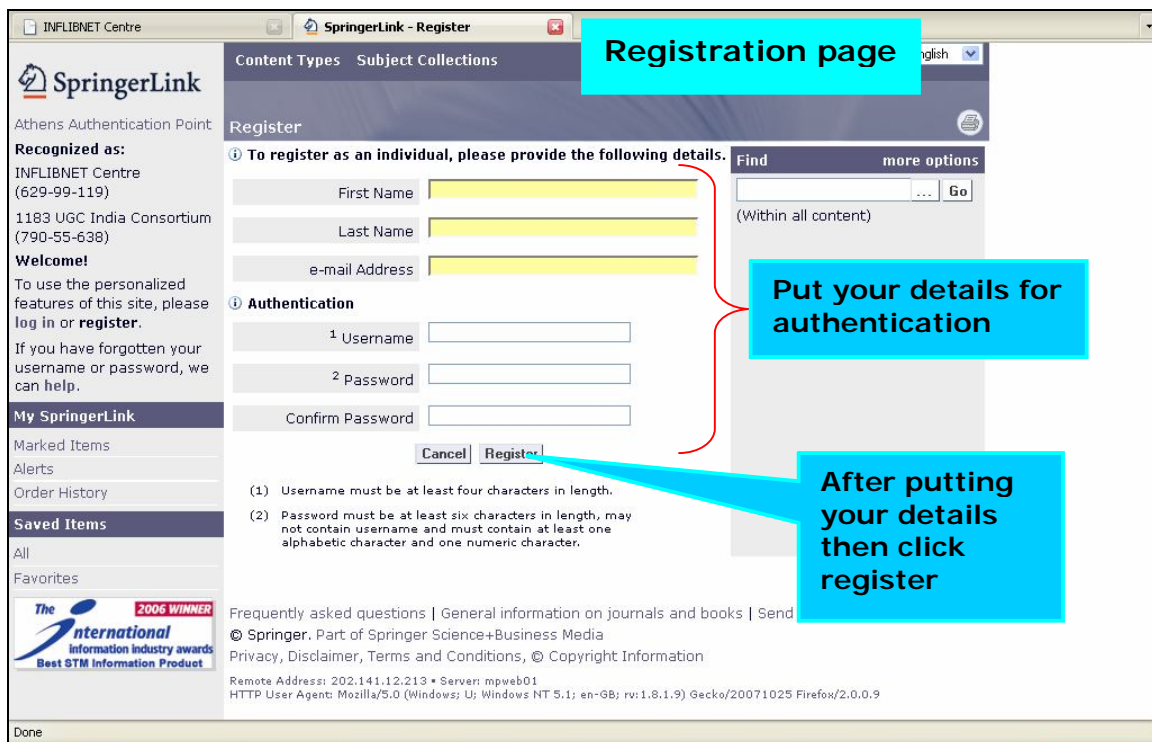 INFLIBNET Centre
SpringerLink - Register
Registration page
SpringerLink
Athens Authentication Point
Recognized as:
INFLIBNET Centre
(629-99-119)
1183 UGC India Consortium
(790-55-638)
Welcome!
To use the personalized
features of this site, please
log in or register.
If you have forgotten your
username or password, we
can help.
My SpringerLink
Marked Items
Alerts
Order History
Saved Items
All
Favorites
The 2006 WINNER
International
information industry awards
Best STM Information Product
Content Types Subject Collections
Register
To register as an individual, please provide the following details.
First Name
Last Name
e-mail Address
Authentication
1 Username
2 Password
Confirm Password
Cancel Register
(1) Username must be at least four characters in length.
(2) Password must be at least six characters in length, may
not contain username and must contain at least one
alphabetic character and one numeric character.
Find more options
... Go
(Within all content)
Put your details for
authentication
After putting
your details
then click
register
Frequently asked questions | General information on journals and books | Send
© Springer. Part of Springer Science+Business Media
Privacy, Disclaimer, Terms and Conditions, © Copyright Information
Remote Address: 202.141.12.213 • Server: mpweb01
HTTP User Agent: Mozilla/5.0 (Windows; U; Windows NT 5.1; en-GB; rv:1.8.1.9) Gecko/20071025 Firefox/2.0.0.9
Done